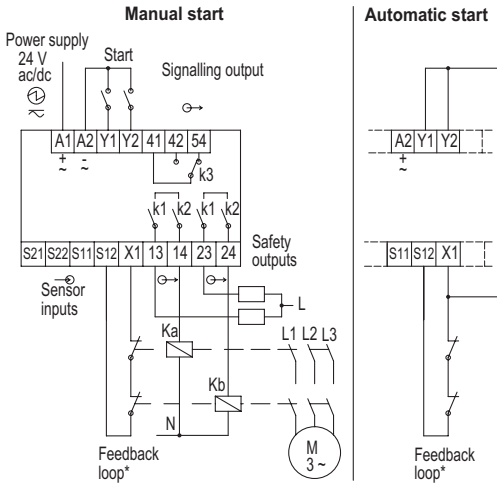 Manual start
Automatic start
Power supply
24 V
ac/dc
Start
Signalling output
A1 A2 Y1 Y2 41 42 54
+ -
~ ~
k3
k1 k2 k1 k2
S21 S22 S11 S12 X1 13 14 23 24
Safety
outputs
Sensor
inputs
L
Ka
L1 L2 L3
Kb
N
M
3 ~
Feedback
loop*
A2 Y1 Y2
+
~
S11 S12 X1
Feedback
loop*